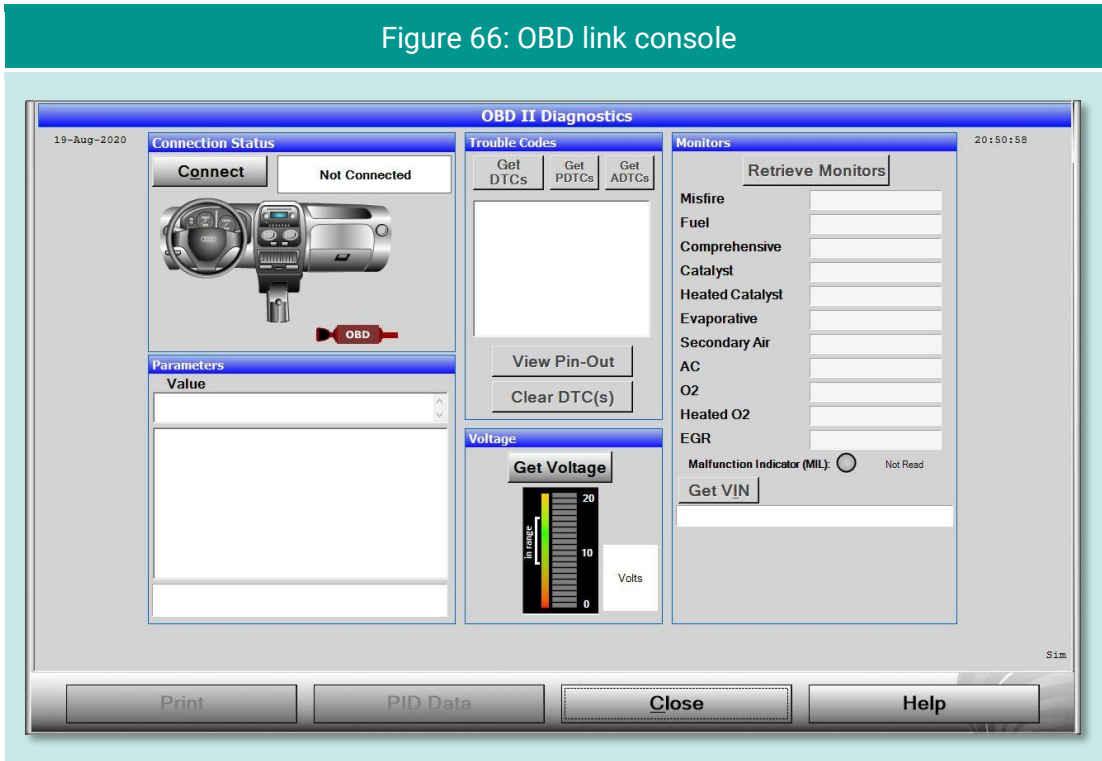 Figure 66: OBD link console
OBD II Diagnostics
19-Aug-2020
20:50:58
Connection Status
Connect
Not Connected
OBD
Parameters
Value
Trouble Codes
Get DTCs
Get PDTCs
Get ADTCs
View Pin-Out
Clear DTC(s)
Voltage
Get Voltage
in range
20
10
0
Volts
Monitors
Retrieve Monitors
Misfire
Fuel
Comprehensive
Catalyst
Heated Catalyst
Evaporative
Secondary Air
AC
O2
Heated O2
EGR
Malfunction Indicator (MIL): Not Read
Get VIN
Sim
Print
PID Data
Close
Help